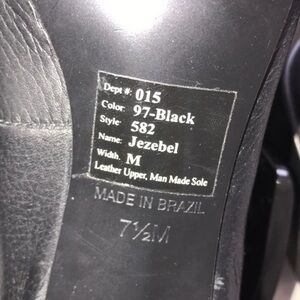 Dept #: 015
Color: 97-Black
Style: 582
Name: Jezebel
Width: M
Leather Upper, Man Made Sole
MADE IN BRAZIL
7½M